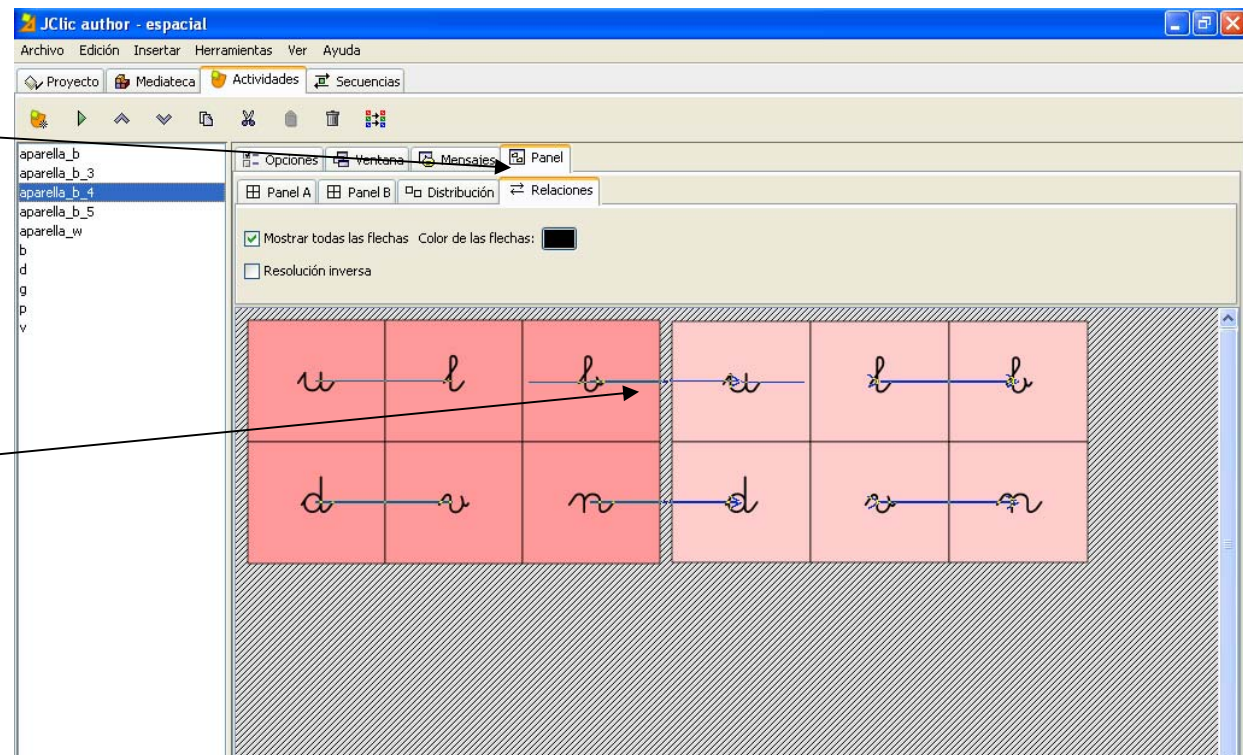 JClic author - espacial
Archivo Edición Insertar Herramientas Ver Ayuda
Proyecto Mediateca Actividades Secuencias
aparella_b
aparella_b_3
aparella_b_4
aparella_b_5
aparella_w
b
d
g
p
v
Opciones Ventana Mensajes Panel
Panel A Panel B Distribución Relaciones
Mostrar todas las flechas Color de las flechas:
Resolución inversa
u l b u l b
d v n d v n